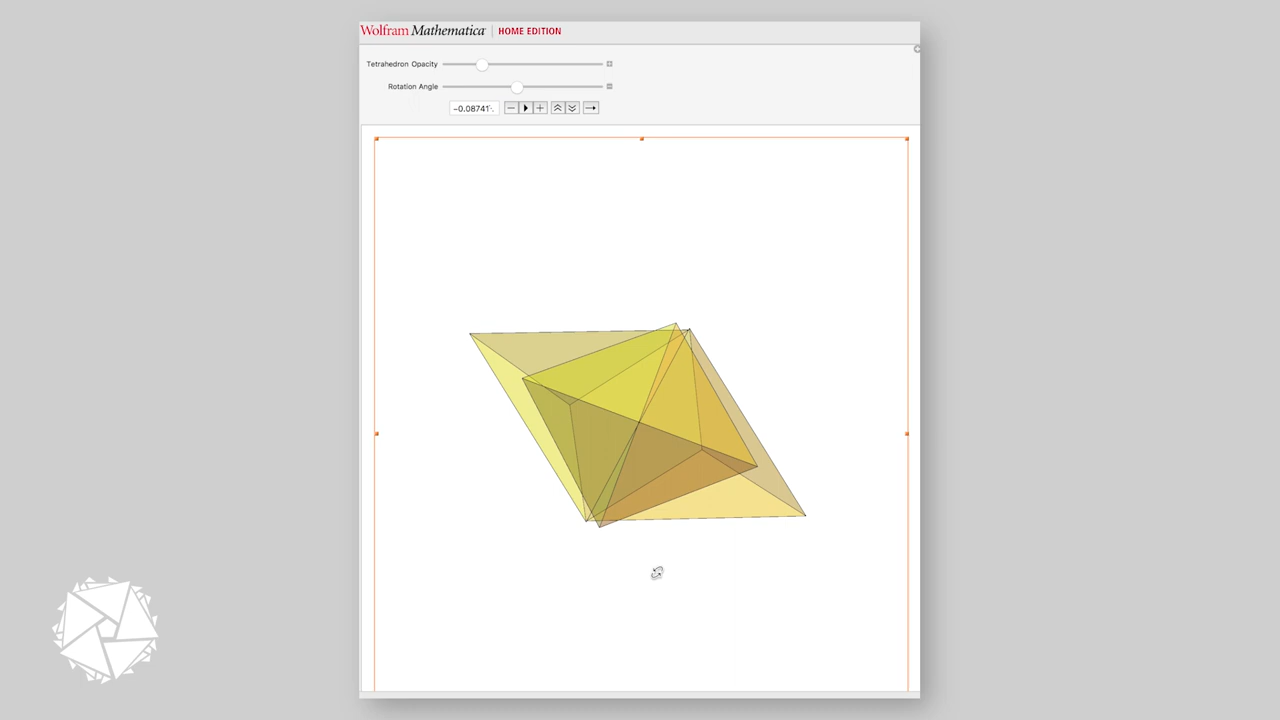 Wolfram Mathematica | HOME EDITION
Tetrahedron Opacity
Rotation Angle
-0.08741